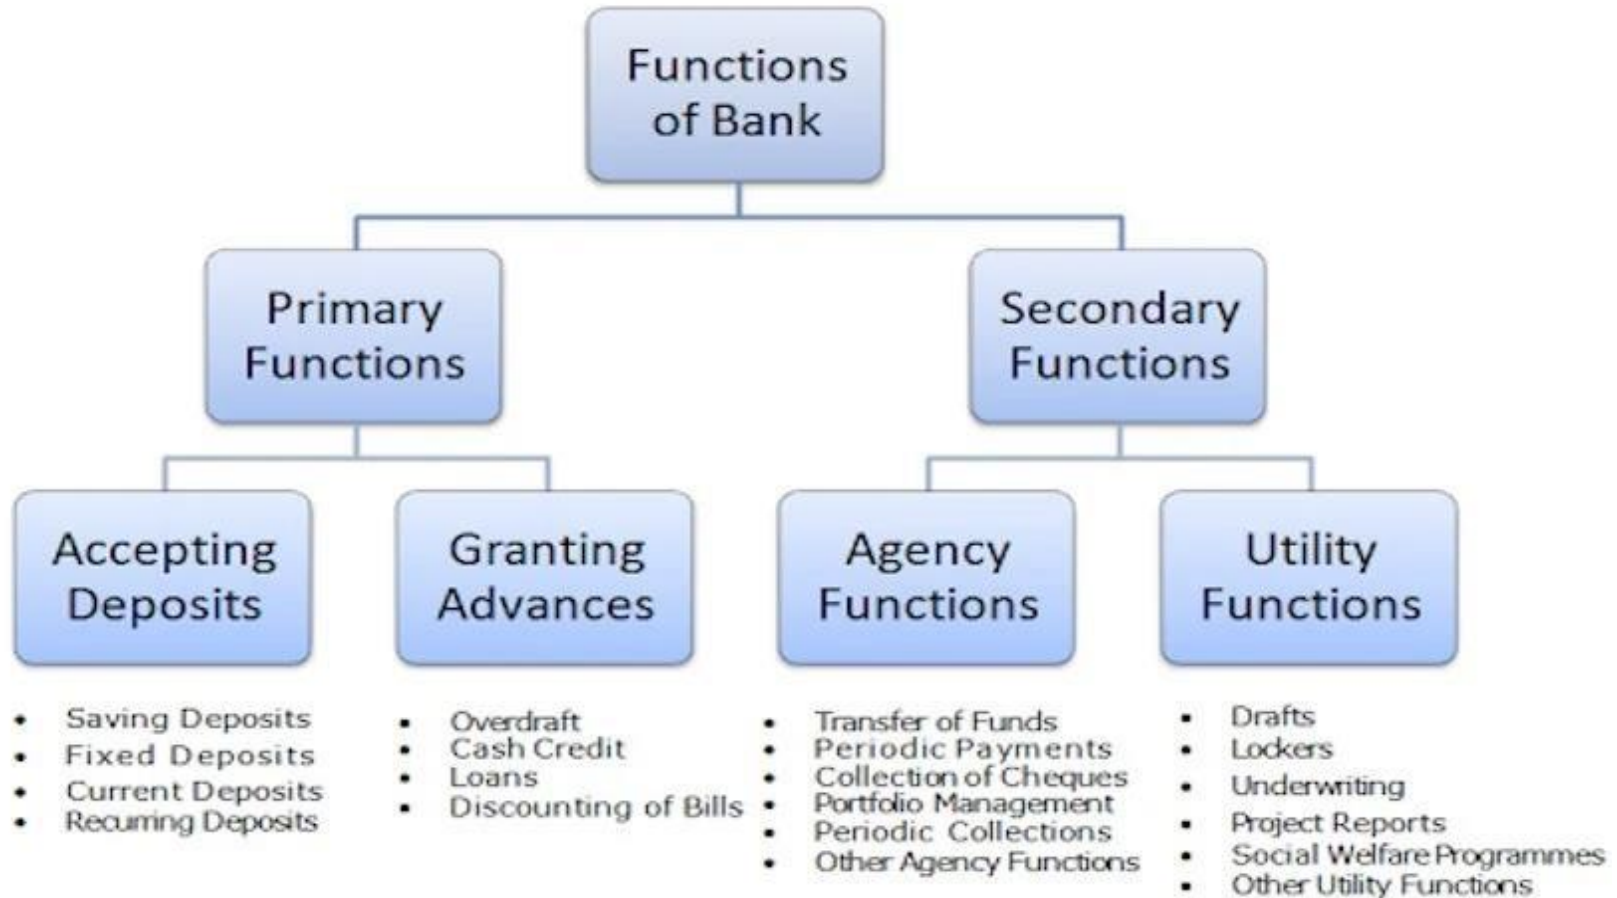 Functions
of Bank
Primary
Functions
Secondary
Functions
Accepting
Deposits
Granting
Advances
Agency
Functions
Utility
Functions
• Saving Deposits
• Fixed Deposits
• Current Deposits
• Recurring Deposits
• Overdraft
• Cash Credit
• Loans
• Discounting of Bills
• Transfer of Funds
• Periodic Payments
• Collection of Cheques
• Portfolio Management
• Periodic Collections
• Other Agency Functions
• Drafts
• Lockers
• Underwriting
• Project Reports
• Social Welfare Programmes
• Other Utility Functions